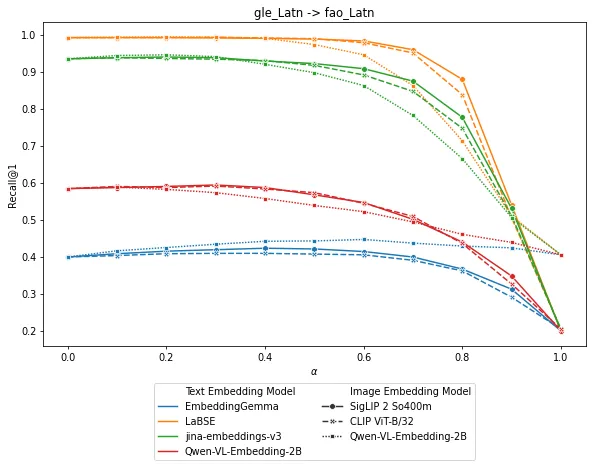 gle_Latn -> fao_Latn
Recall@1
0.9
0.8
0.7
0.6
0.5
0.4
0.3
0.2
1.0
0.0 0.2 0.4 0.6 0.8 1.0
α
Text Embedding Model
EmbeddingGemma
LaBSE
jina-embeddings-v3
Qwen-VL-Embedding-2B
Image Embedding Model
SigLIP 2 So400m
CLIP ViT-B/32
Qwen-VL-Embedding-2B